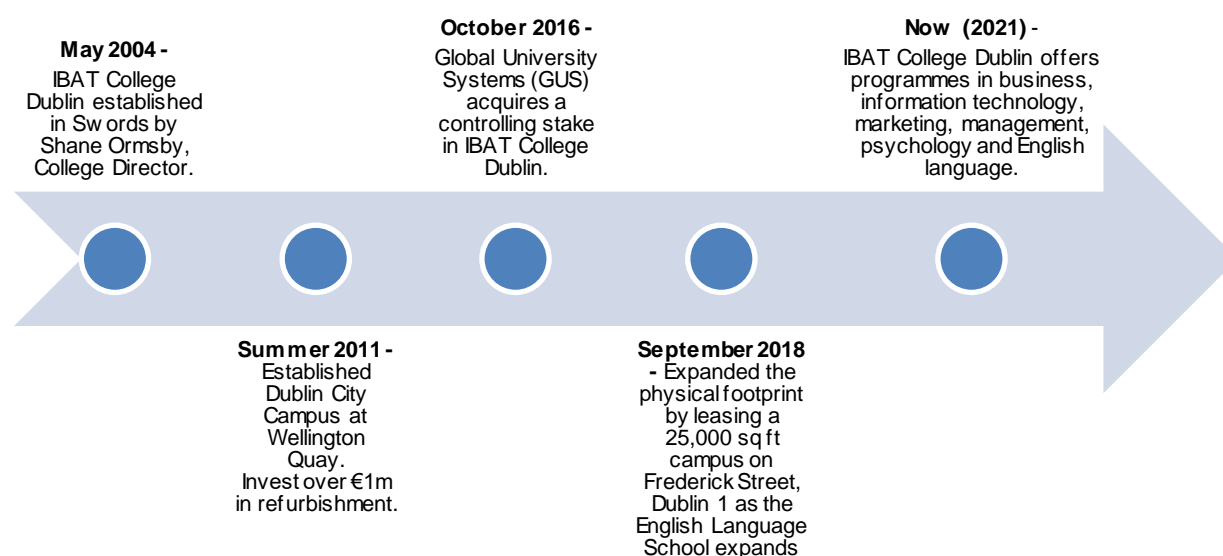 May 2004 -
IBAT College
Dublin established
in Swords by
Shane Ormsby,
College Director.
Summer 2011 -
Established
Dublin City
Campus at
Wellington
Quay.
Invest over €1m
in refurbishment.
October 2016 -
Global University
Systems (GUS)
acquires a
controlling stake
in IBAT College
Dublin.
September 2018
- Expanded the
physical footprint
by leasing a
25,000 sq ft
campus on
Frederick Street,
Dublin 1 as the
English Language
School expands
Now (2021) -
IBAT College Dublin offers
programmes in business,
information technology,
marketing, management,
psychology and English
language.